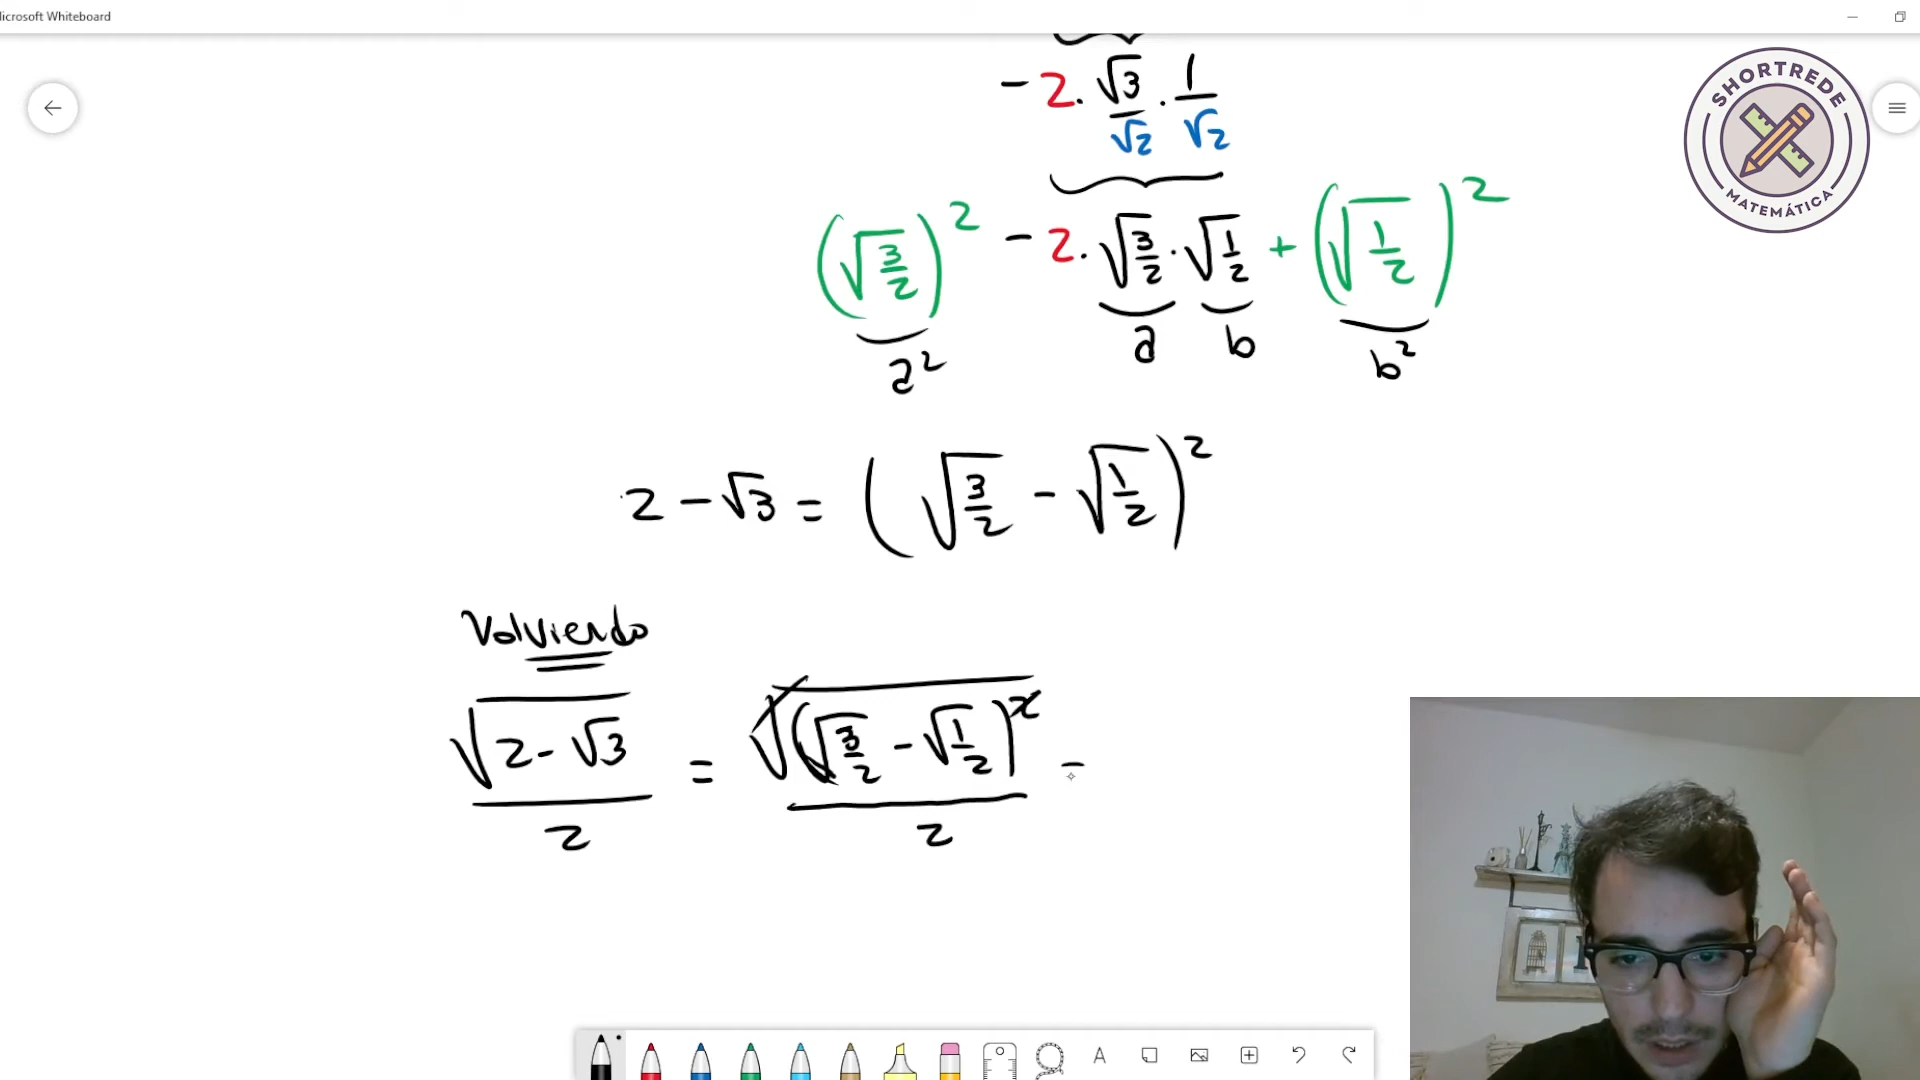 Microsoft Whiteboard
SHORTREDE
MATEMÁTICA
- 2 · √3/√2 · 1/√2
(√(3/2))² - 2 · √(3/2) · √(1/2) + (√(1/2))²
a² a b b²
2 - √3 = (√(3/2) - √(1/2))²
Volviendo
√(2 - √3)/2 = √((√(3/2) - √(1/2))²)/2 =